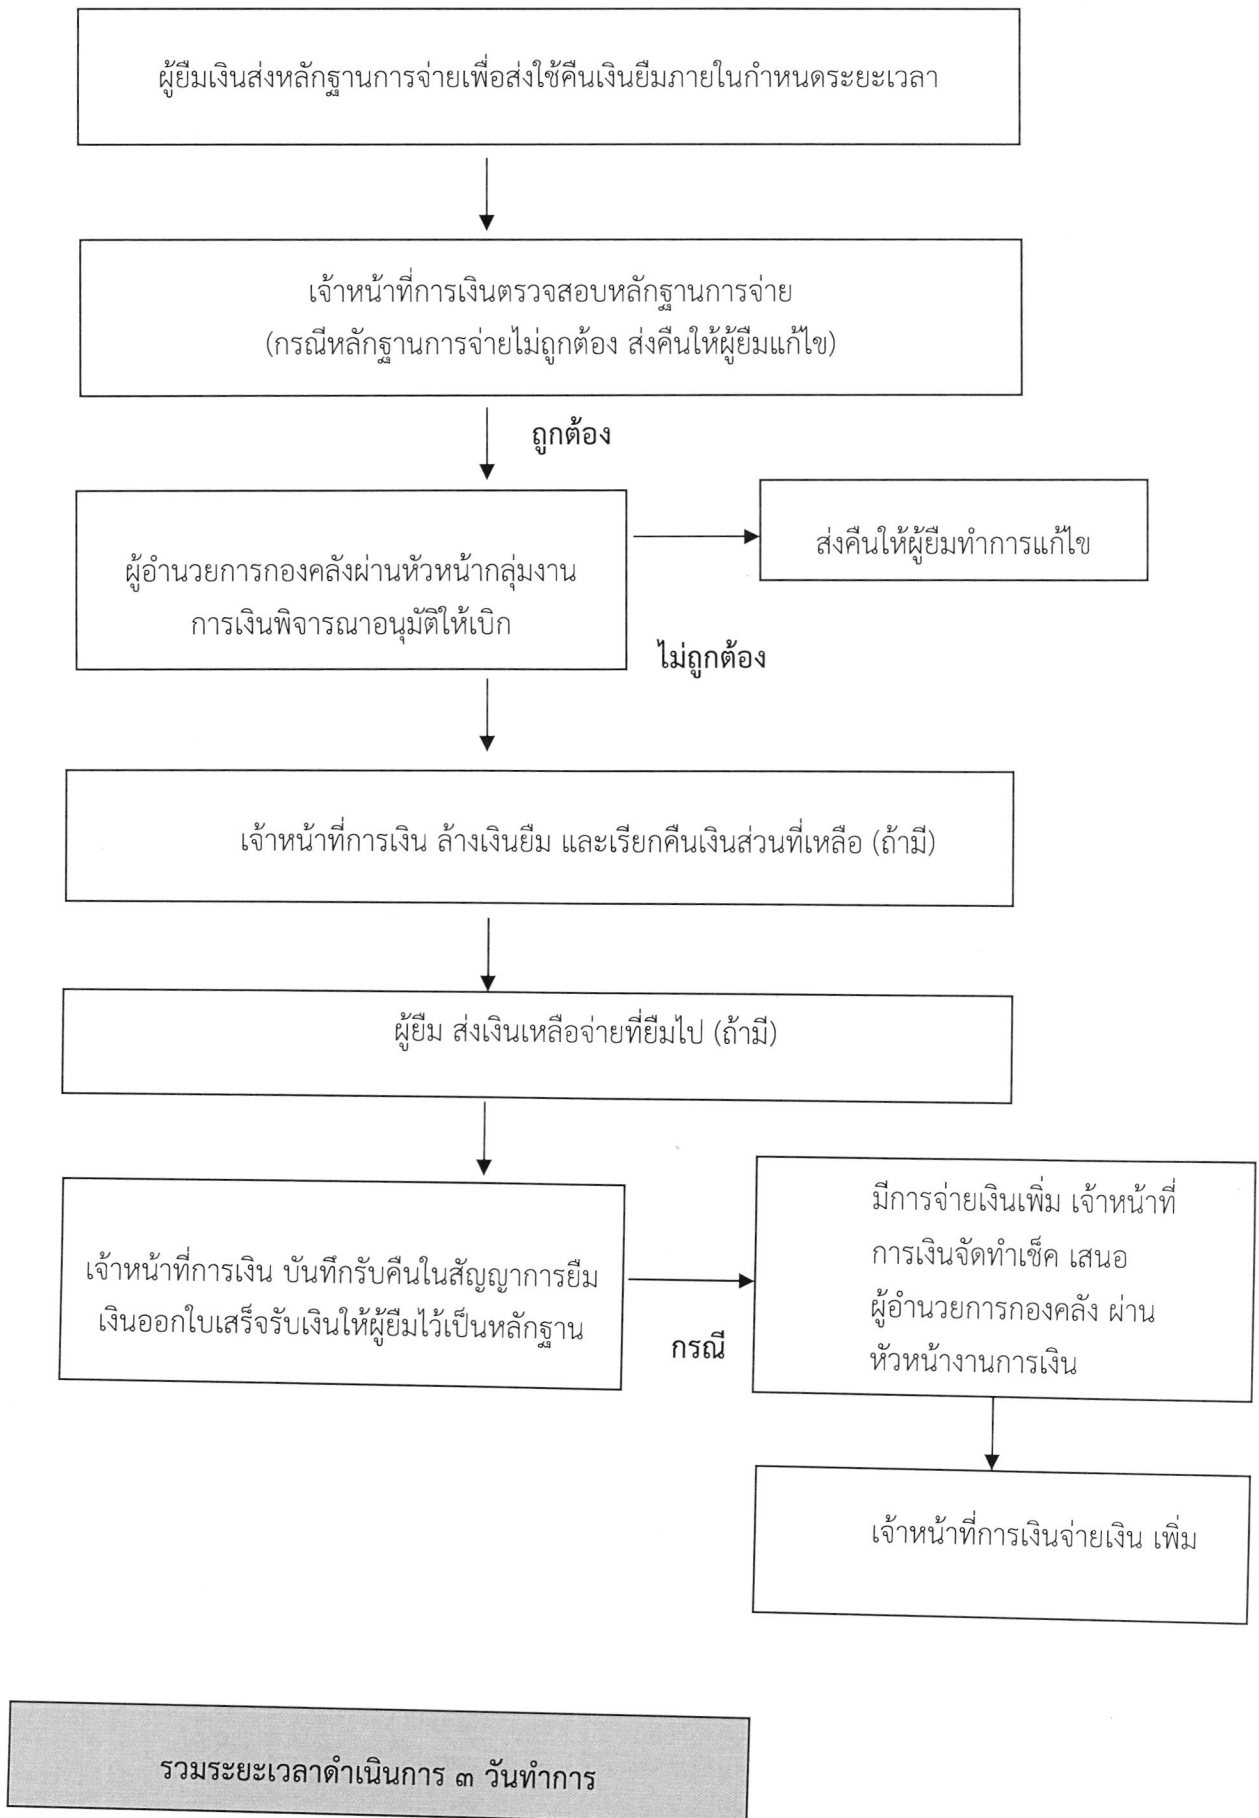 ผู้ยืมเงินส่งหลักฐานการจ่ายเพื่อส่งใช้คืนเงินยืมภายในกำหนดระยะเวลา
เจ้าหน้าที่การเงินตรวจสอบหลักฐานการจ่าย
(กรณีหลักฐานการจ่ายไม่ถูกต้อง ส่งคืนให้ผู้ยืมแก้ไข)
ถูกต้อง
ผู้อำนวยการกองคลังผ่านหัวหน้ากลุ่มงาน
การเงินพิจารณาอนุมัติให้เบิก
ส่งคืนให้ผู้ยืมทำการแก้ไข
ไม่ถูกต้อง
เจ้าหน้าที่การเงิน ล้างเงินยืม และเรียกคืนเงินส่วนที่เหลือ (ถ้ามี)
ผู้ยืม ส่งเงินเหลือจ่ายที่ยืมไป (ถ้ามี)
เจ้าหน้าที่การเงิน บันทึกรับคืนในสัญญาการยืม
เงินออกใบเสร็จรับเงินให้ผู้ยืมไว้เป็นหลักฐาน
กรณี
มีการจ่ายเงินเพิ่ม เจ้าหน้าที่
การเงินจัดทำเช็ค เสนอ
ผู้อำนวยการกองคลัง ผ่าน
หัวหน้างานการเงิน
เจ้าหน้าที่การเงินจ่ายเงิน เพิ่ม
รวมระยะเวลาดำเนินการ ๓ วันทำการ